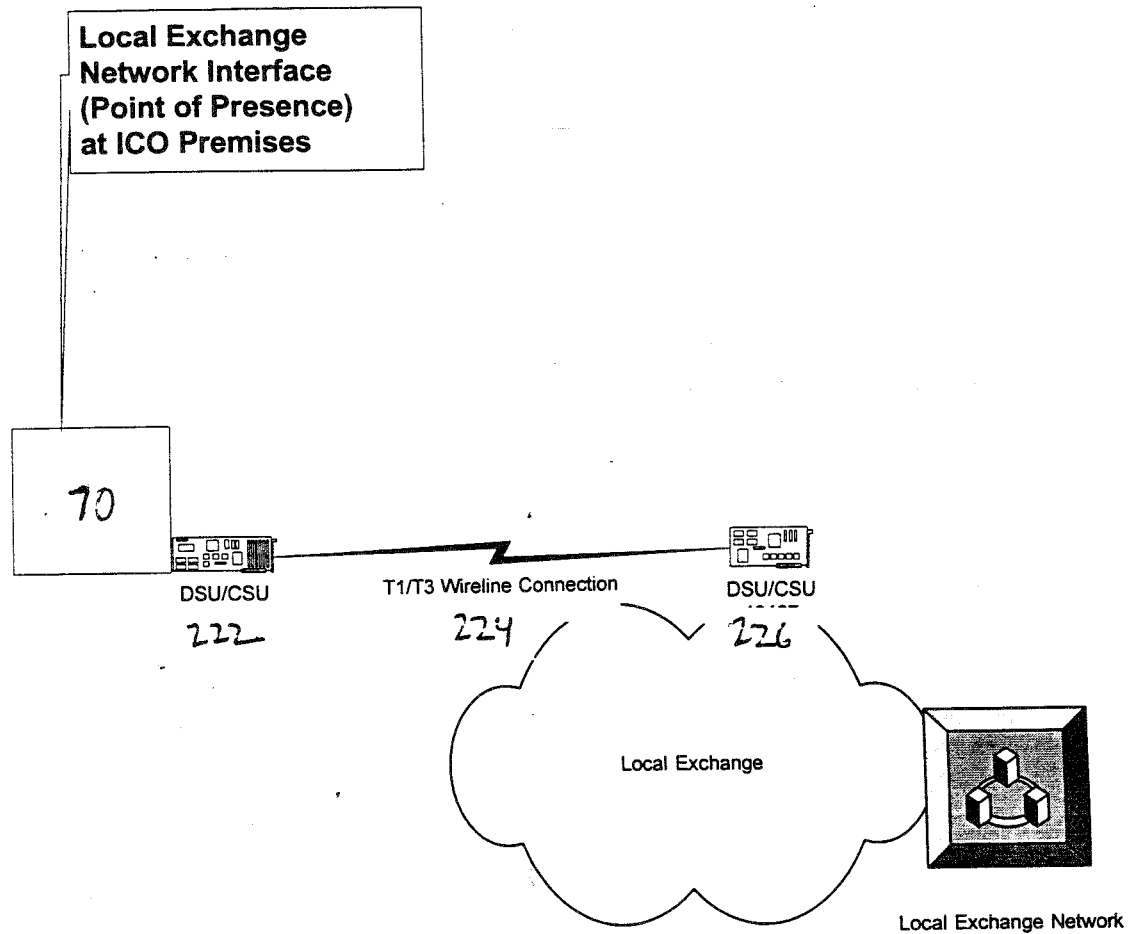 Local Exchange
Network Interface
(Point of Presence)
at ICO Premises
70
DSU/CSU
T1/T3 Wireline Connection
DSU/CSU
222
224
226
Local Exchange
Local Exchange Network